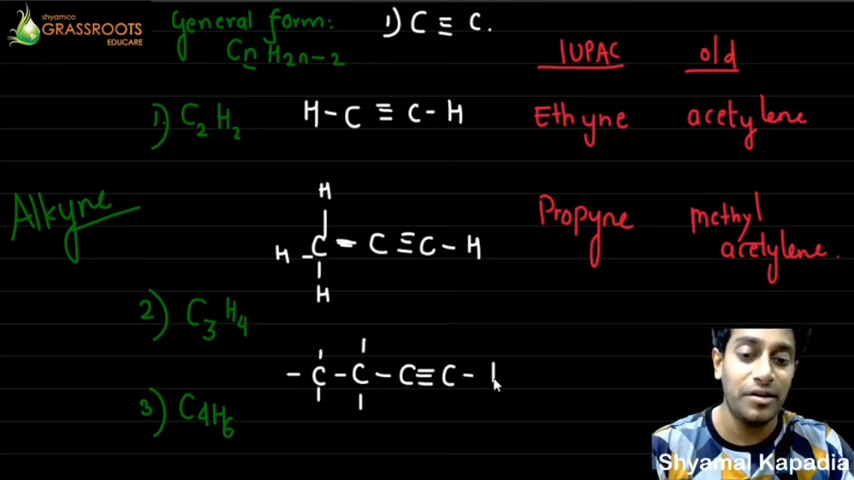 shyamco
GRASSROOTS
EDUCARE
General form:
CnH2n-2
1) C ≡ C.
IUPAC old
1) C2H2
H-C ≡ C-H
Ethyne acetylene
Alkyne
H
H -C - C ≡C - H
H
Propyne
methyl
acetylene.
2) C3H4
-C-C-C≡C-
3) C4H6
Shyamal Kapadia